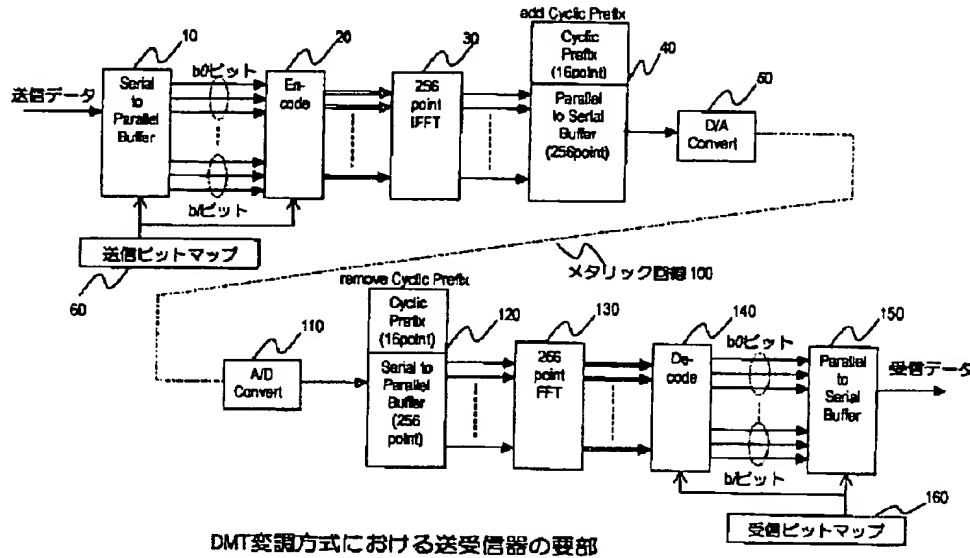 10
20
30
add Cyclic Prefix
40
50
送信データ
Serial
to
Parallel
Buffer
b0ビット
biビット
En-
code
256
point
IFFT
Cyclic
Prefix
(16point)
Parallel
to Serial
Buffer
(256point)
D/A
Convert
送信ビットマップ
60
メタリック回線100
remove Cyclic Prefix
110
A/D
Convert
Cyclic
Prefix
(16point)
120
Serial to
Parallel
Buffer
(256
point)
130
256
point
FFT
140
De-
code
b0ビット
biビット
150
Parallel
to
Serial
Buffer
受信データ
160
受信ビットマップ
DMT変調方式における送受信器の要部